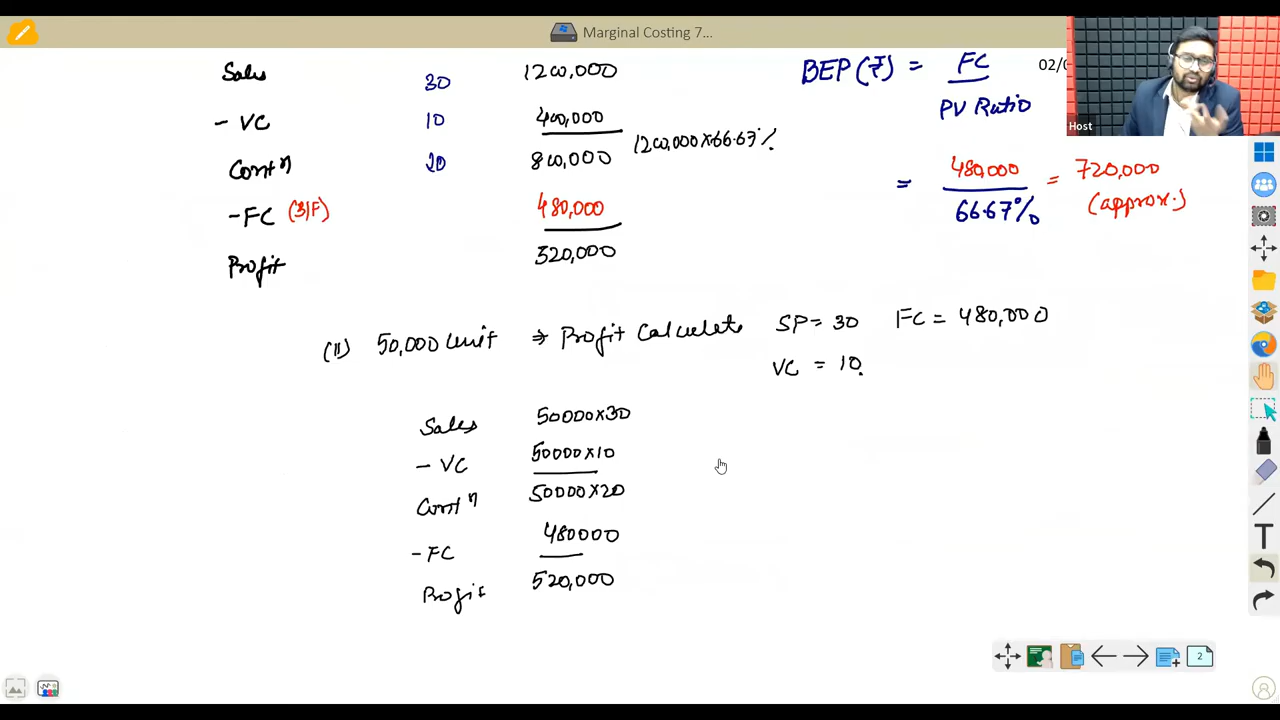 Marginal Costing 7...
Sales 30 1200,000
- VC 10 400,000
Contⁿ 20 800,000 1200,000×66.67%
- FC (B/F) 480,000
Profit 320,000
BEP (₹) = FC / PV Ratio
= 480,000 / 66.67% = 720,000 (approx.)
02/0
Host
(II) 50,000 Unit ⇒ Profit Calculate SP = 30 FC = 480,000
VC = 10.
Sales 50000×30
- VC 50000×10
Contⁿ 50000×20
- FC 480000
Profit 520,000
T
2